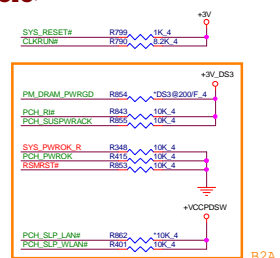 +3V
SYS_RESET# R799 1K_4
CLKRUN# R790 8.2K_4
+3V_DS3
PM_DRAM_PWRGD R854 *DS3@200/F_4
PCH_RI# R843 10K_4
PCH_SUSPWRACK R855 10K_4
SYS_PWROK_R R348 10K_4
PCH_PWROK R415 10K_4
RSMRST# R853 10K_4
+VCCPDSW
PCH_SLP_LAN# R862 *10K_4
PCH_SLP_WLAN# R401 10K_4